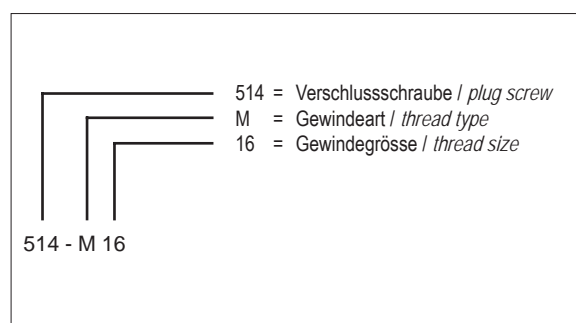 514 = Verschlussschraube / plug screw
M = Gewindeart / thread type
16 = Gewindegrösse / thread size
514 - M 16